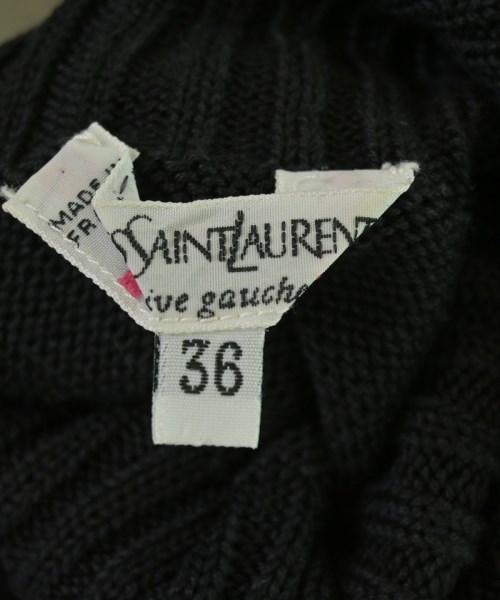 MADE IN
FR
SAINTLAURENT
ive gauche
36